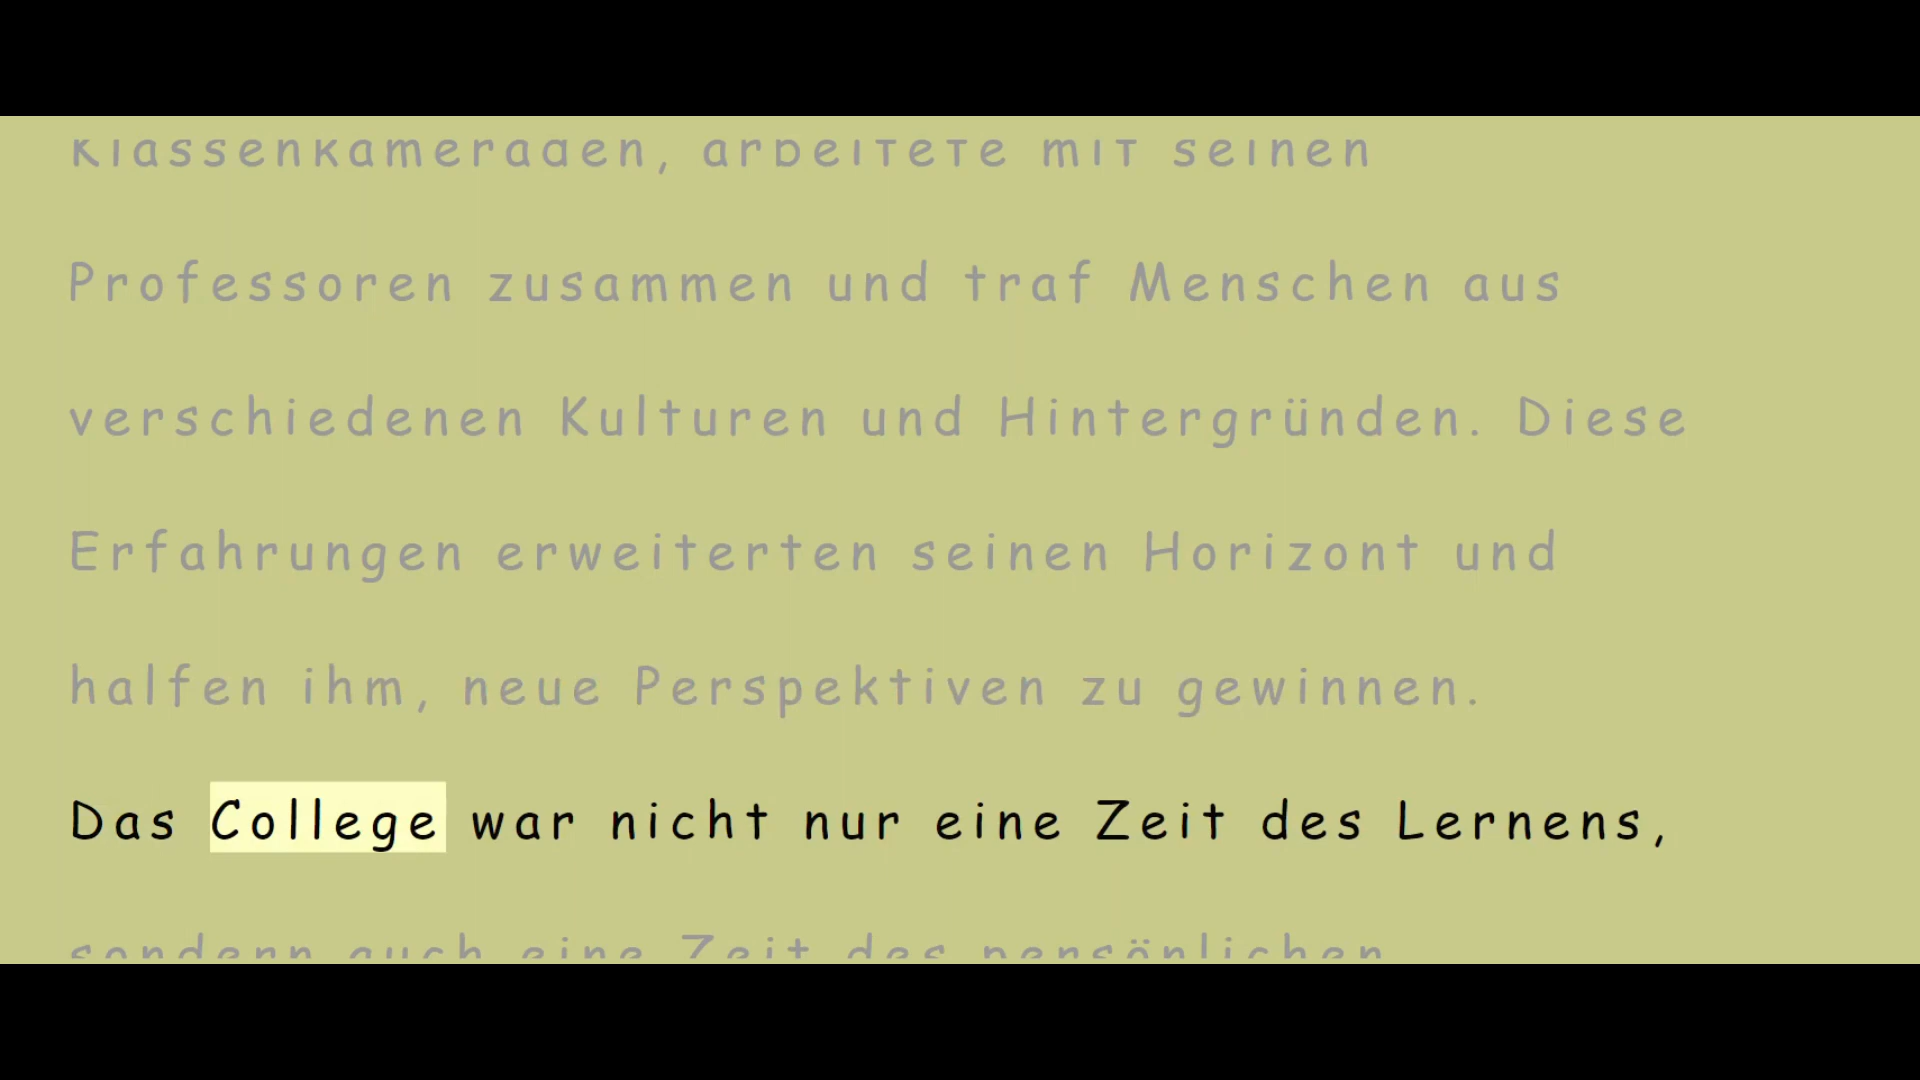 Klassenkameraden, arbeitete mit seinen
Professoren zusammen und traf Menschen aus
verschiedenen Kulturen und Hintergründen. Diese
Erfahrungen erweiterten seinen Horizont und
halfen ihm, neue Perspektiven zu gewinnen.
Das College war nicht nur eine Zeit des Lernens,
sondern auch eine Zeit des persönlichen